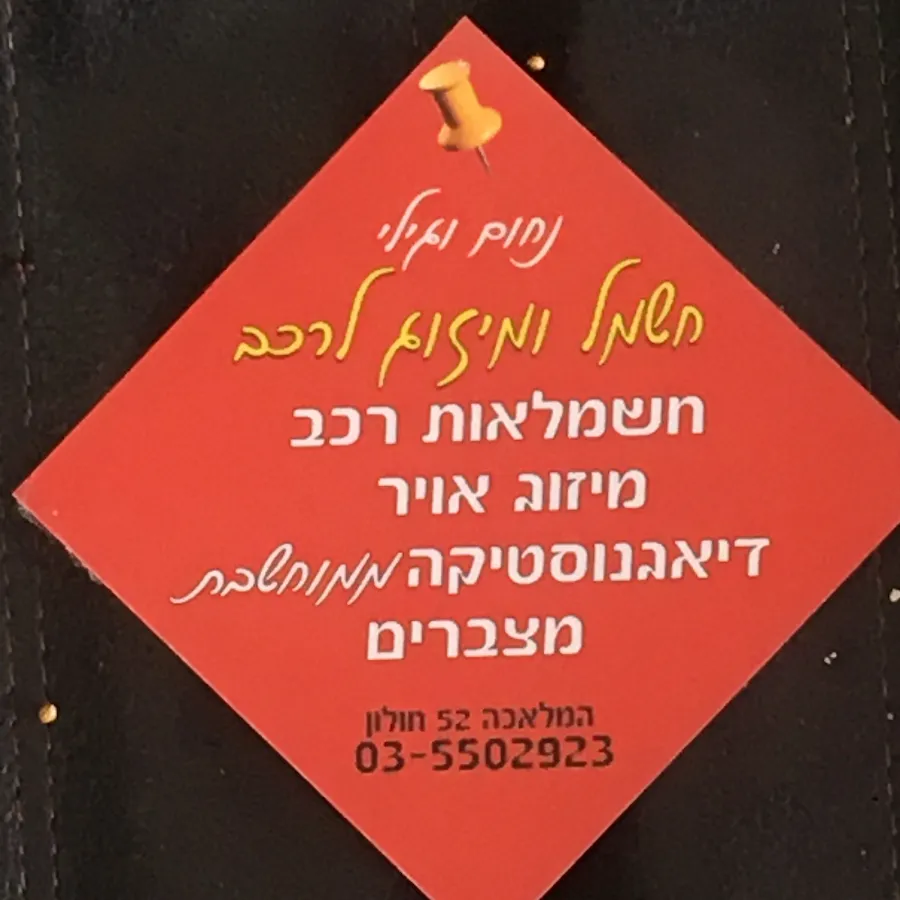 נחום וגילי
חשמל ומיזוג לרכב
חשמלאות רכב
מיזוג אויר
דיאגנוסטיקה ממוחשבת
מצברים
המלאכה 52 חולון
03-5502923